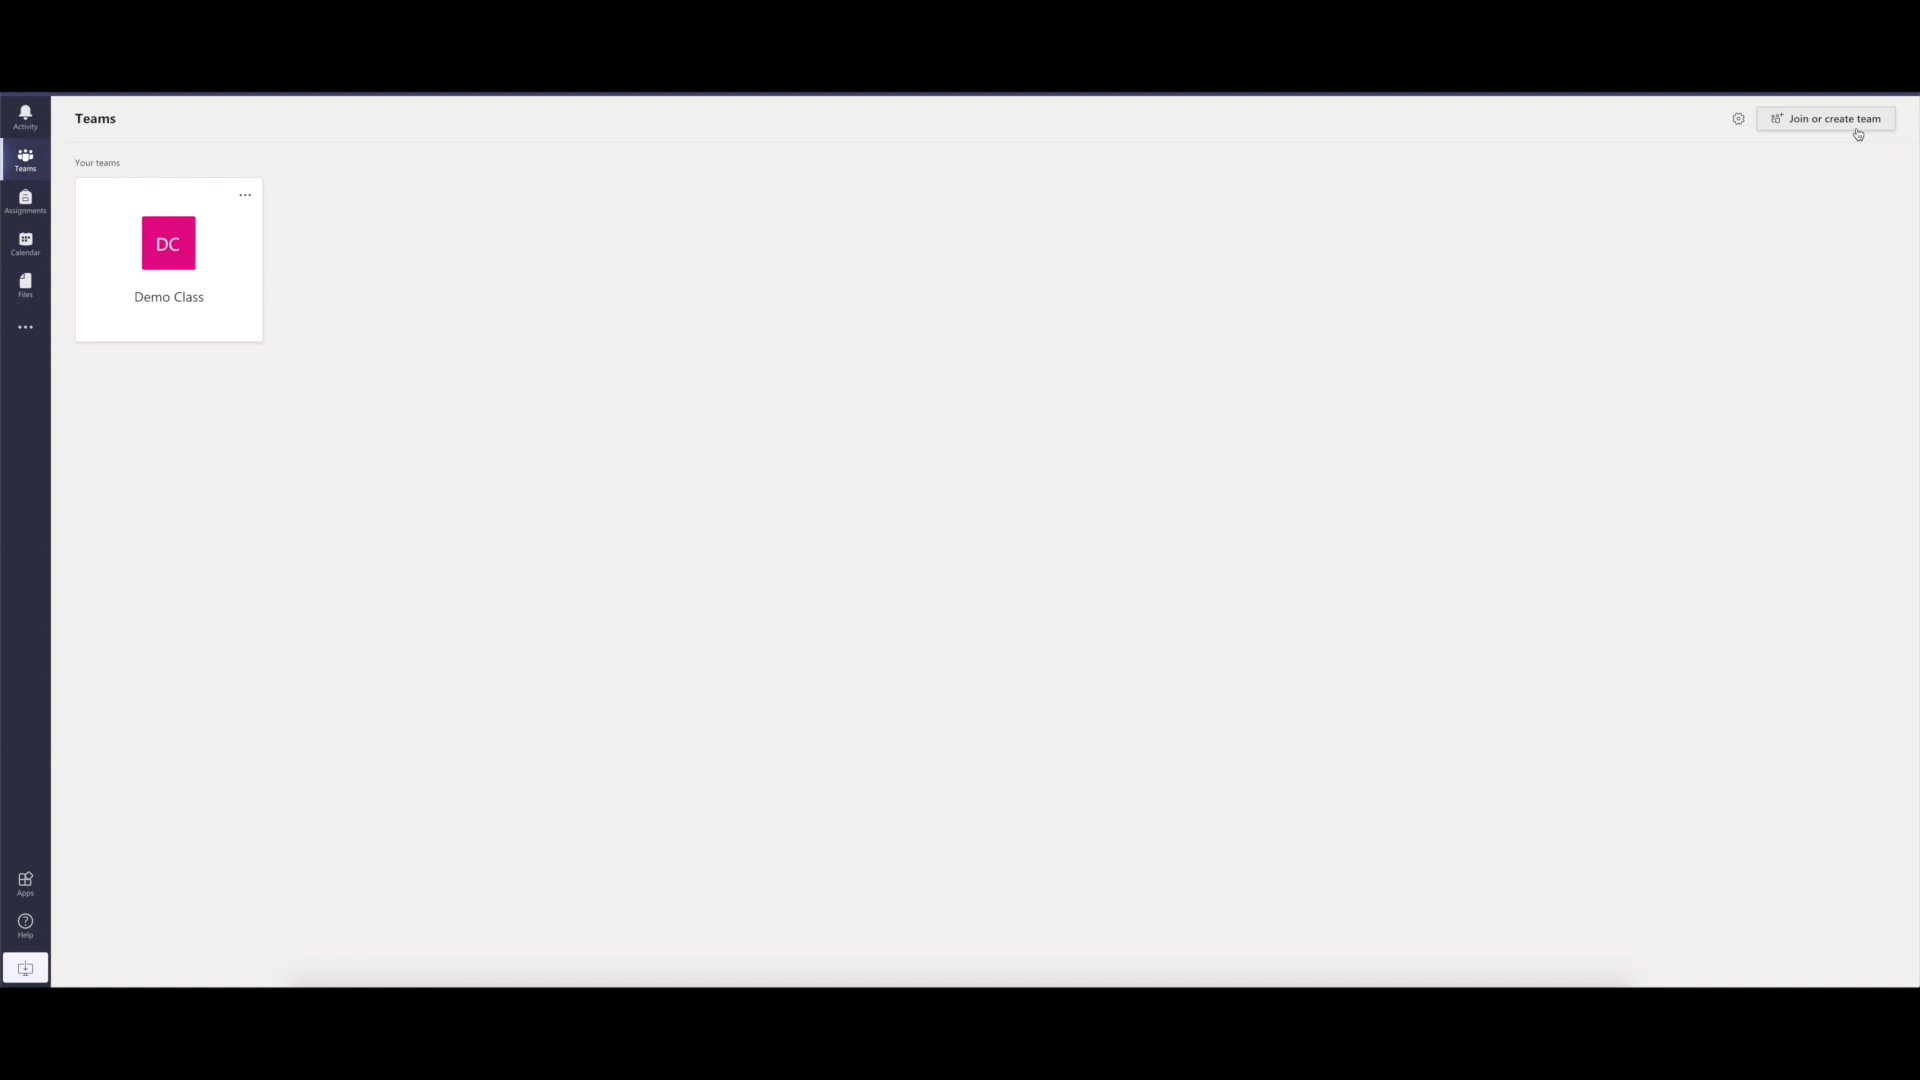 Activity
Teams
Assignments
Calendar
Files
Apps
Help
Teams
Join or create team
Your teams
DC
Demo Class